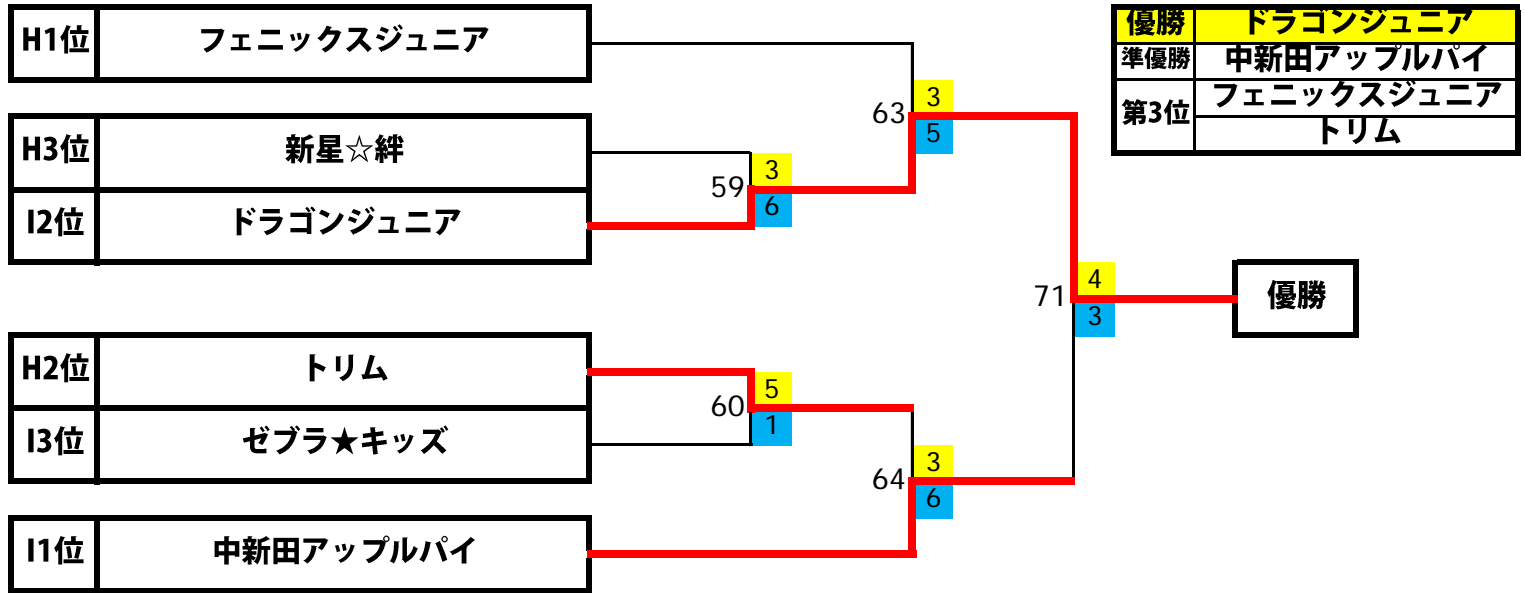 H1位 フェニックスジュニア
優勝 ドラゴンジュニア
準優勝 中新田アップルパイ
第3位 フェニックスジュニア
トリム
63 3
5
H3位 新星☆絆
59 3
6
I2位 ドラゴンジュニア
71 4
3
優勝
H2位 トリム
60 5
1
I3位 ゼブラ★キッズ
64 3
6
I1位 中新田アップルパイ